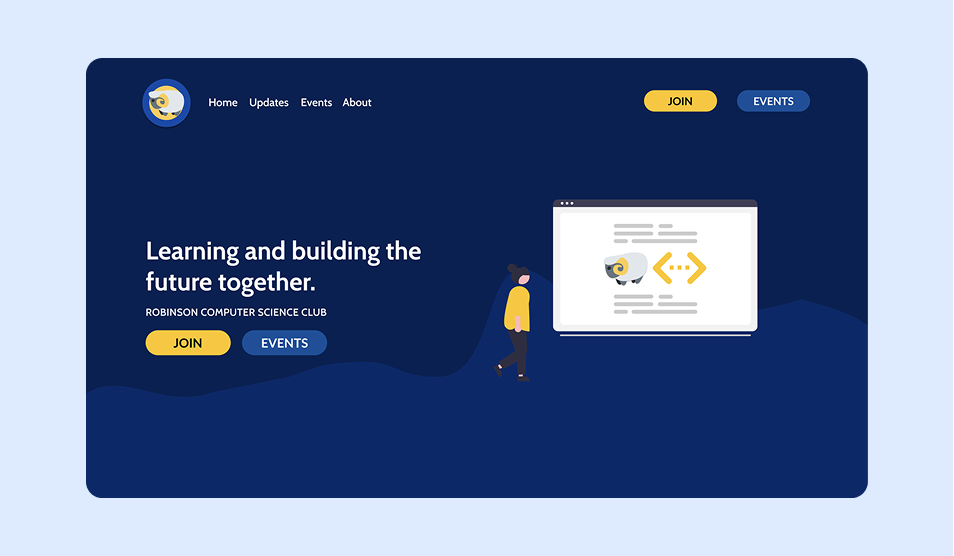 Home Updates Events About JOIN EVENTS
Learning and building the
future together.
ROBINSON COMPUTER SCIENCE CLUB
JOIN EVENTS